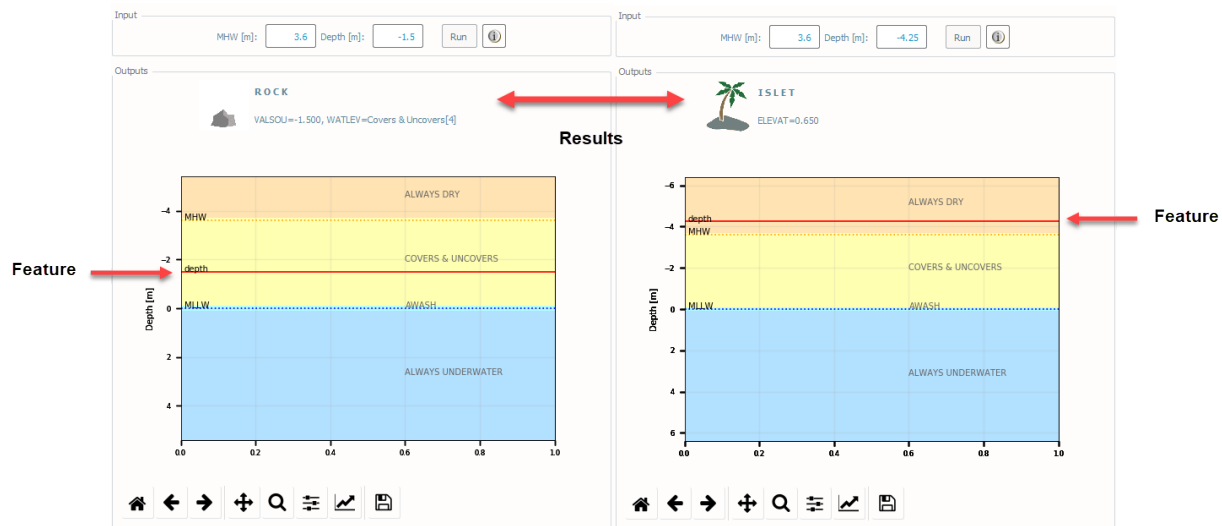 Input
MHW [m]: 3.6 Depth [m]: -1.5 Run
Outputs
ROCK
VALSOU=-1.500, WATLEV=Covers & Uncovers[4]
ALWAYS DRY
MHW
COVERS & UNCOVERS
depth
MLLW
AWASH
ALWAYS UNDERWATER
Depth [m]
−4
−2
0
2
4
0.0 0.2 0.4 0.6 0.8 1.0
Feature
Results
Input
MHW [m]: 3.6 Depth [m]: -4.25 Run
Outputs
ISLET
ELEVAT=0.650
ALWAYS DRY
depth
MHW
COVERS & UNCOVERS
MLLW
AWASH
ALWAYS UNDERWATER
Depth [m]
−6
−4
−2
0
2
4
6
0.0 0.2 0.4 0.6 0.8 1.0
Feature